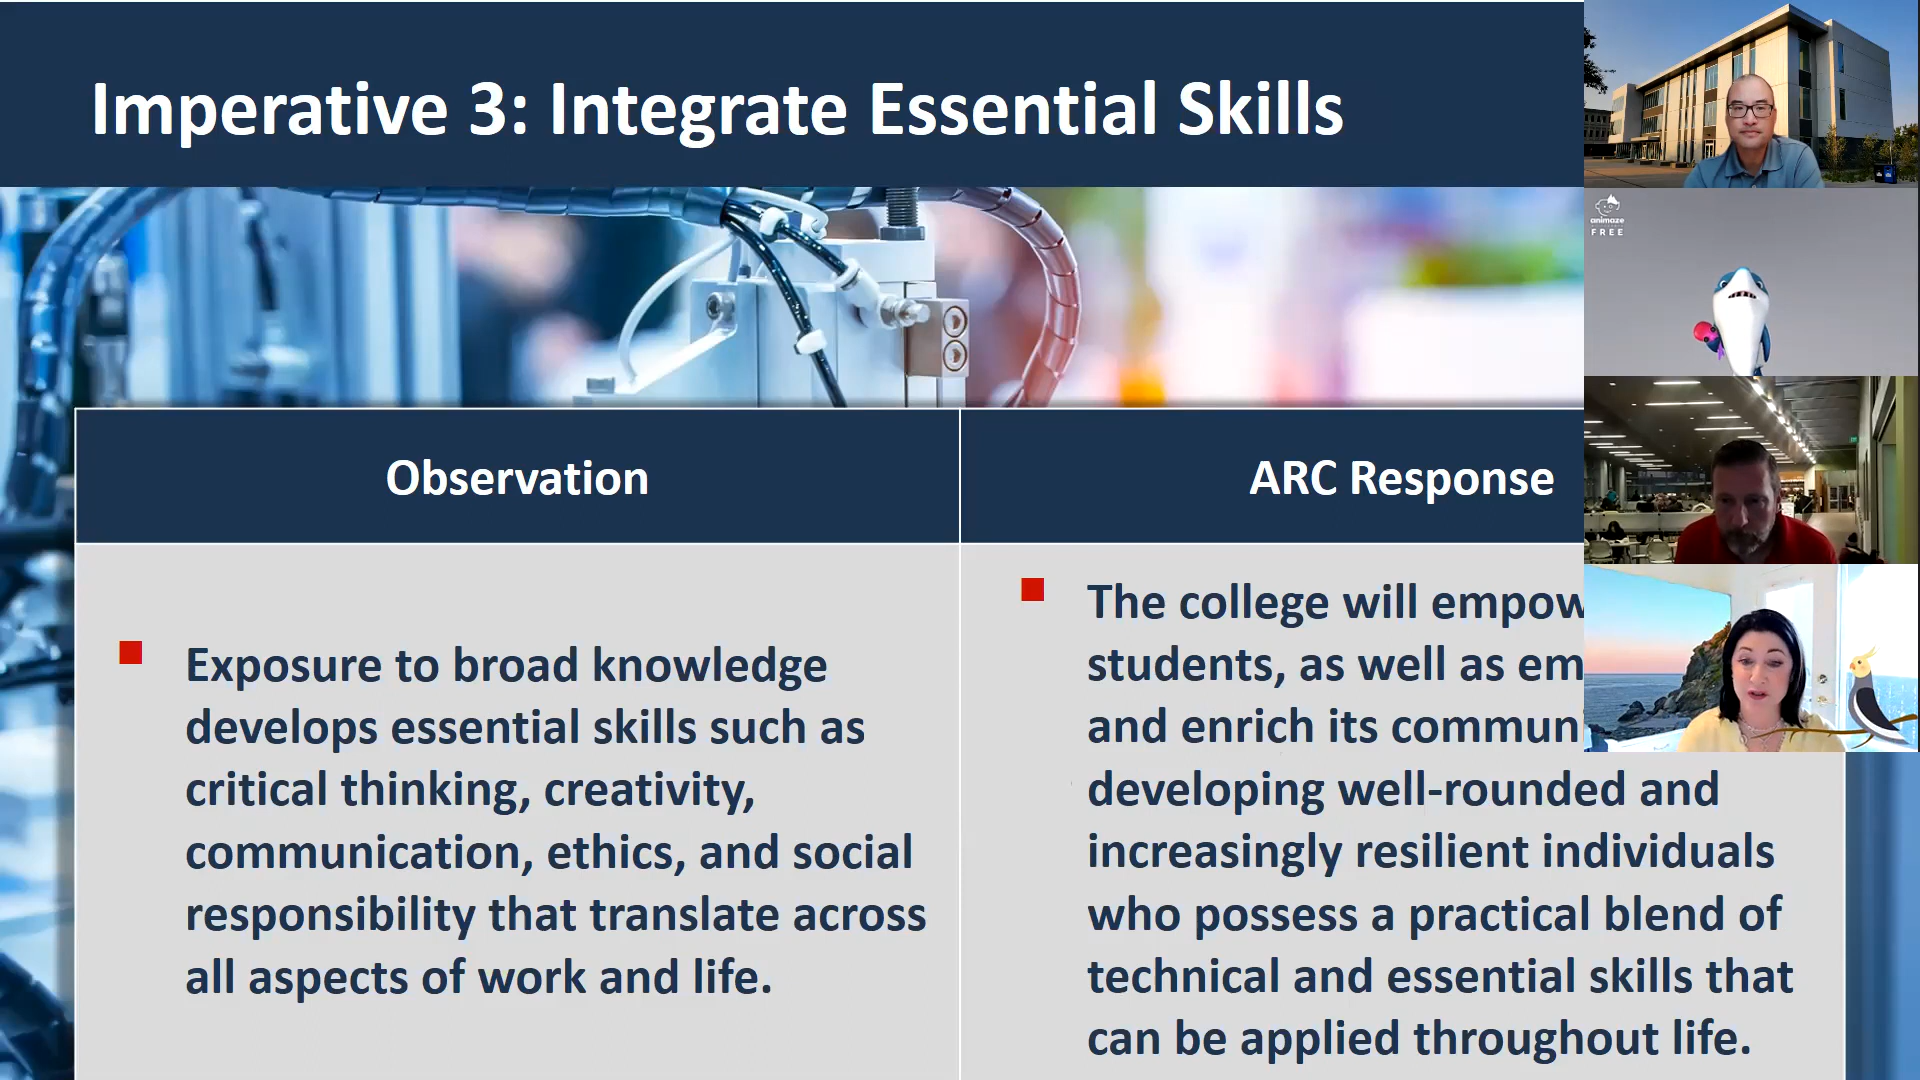 Imperative 3: Integrate Essential Skills
animaze
FREE
Observation
ARC Response
Exposure to broad knowledge
develops essential skills such as
critical thinking, creativity,
communication, ethics, and social
responsibility that translate across
all aspects of work and life.
The college will
students, as well as
and enrich its
developing well-rounded and
increasingly resilient individuals
who possess a practical blend of
technical and essential skills that
can be applied throughout life.